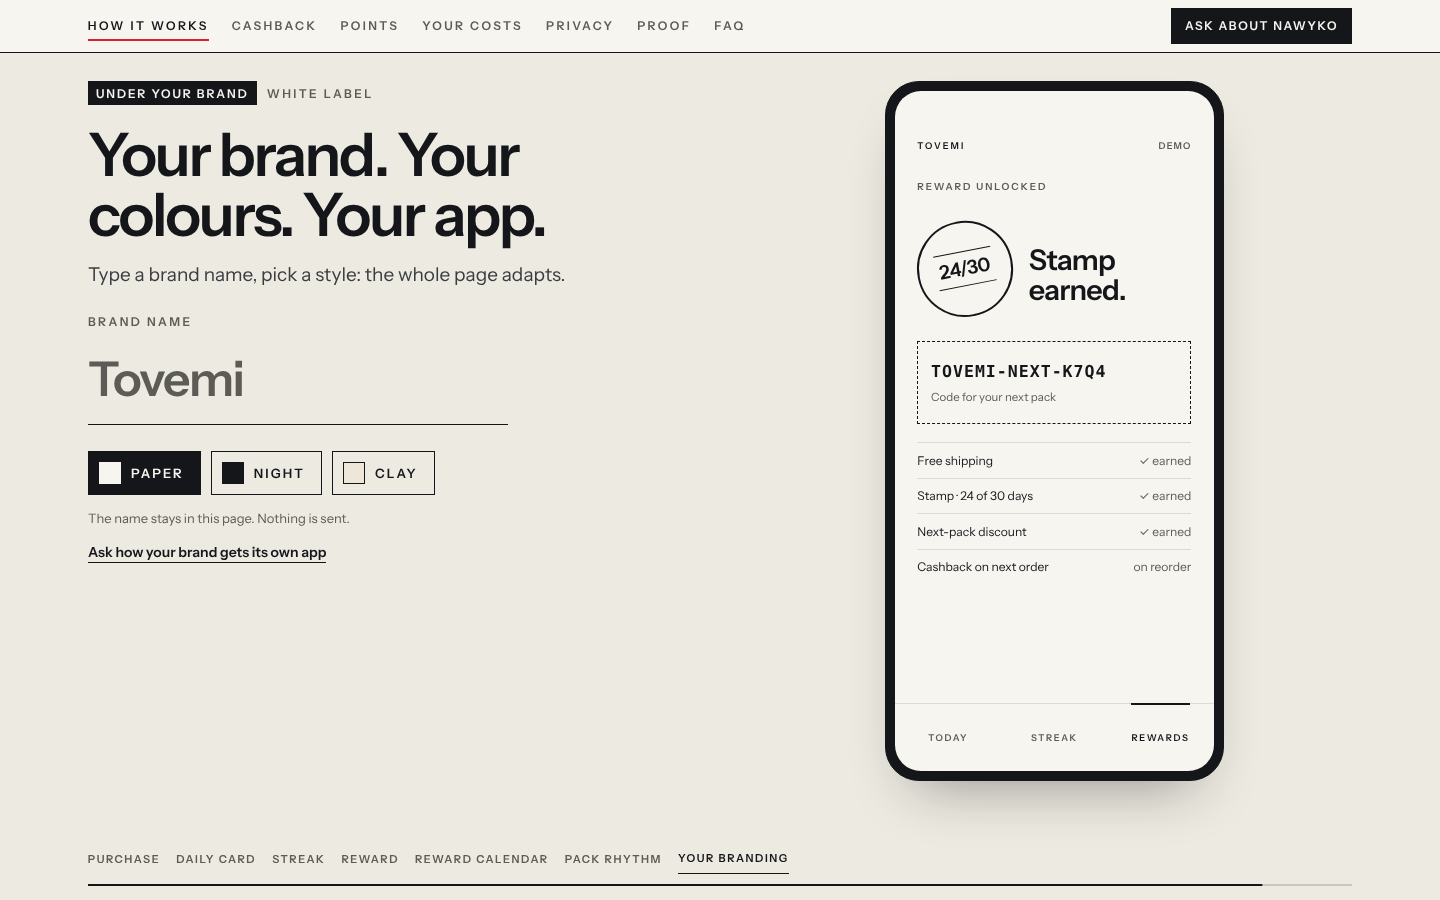 HOW IT WORKS CASHBACK POINTS YOUR COSTS PRIVACY PROOF FAQ ASK ABOUT NAWYKO
UNDER YOUR BRAND WHITE LABEL
Your brand. Your
colours. Your app.
Type a brand name, pick a style: the whole page adapts.
BRAND NAME
Tovemi
PAPER NIGHT CLAY
The name stays in this page. Nothing is sent.
Ask how your brand gets its own app
TOVEMI DEMO
REWARD UNLOCKED
24/30
Stamp
earned.
TOVEMI-NEXT-K7Q4
Code for your next pack
Free shipping ✓ earned
Stamp · 24 of 30 days ✓ earned
Next-pack discount ✓ earned
Cashback on next order on reorder
TODAY STREAK REWARDS
PURCHASE DAILY CARD STREAK REWARD REWARD CALENDAR PACK RHYTHM YOUR BRANDING